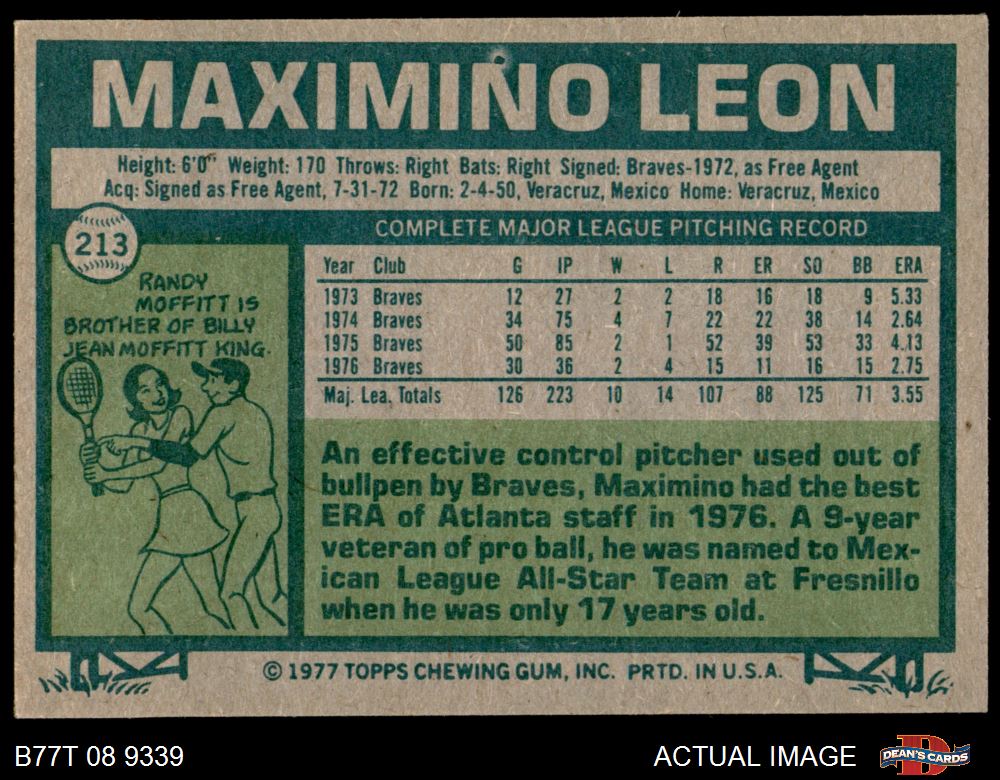 MAXIMINO LEON
Height: 6'0" Weight: 170 Throws: Right Bats: Right Signed: Braves-1972, as Free Agent
Acq: Signed as Free Agent, 7-31-72 Born: 2-4-50, Veracruz, Mexico Home: Veracruz, Mexico
213
RANDY
MOFFITT IS
BROTHER OF BILLY
JEAN MOFFITT KING.
COMPLETE MAJOR LEAGUE PITCHING RECORD
Year Club G IP W L R ER SO BB ERA
1973 Braves 12 27 2 2 18 16 18 9 5.33
1974 Braves 34 75 4 7 22 22 38 14 2.64
1975 Braves 50 85 2 1 52 39 53 33 4.13
1976 Braves 30 36 2 4 15 11 16 15 2.75
Maj. Lea. Totals 126 223 10 14 107 88 125 71 3.55
An effective control pitcher used out of
bullpen by Braves, Maximino had the best
ERA of Atlanta staff in 1976. A 9-year
veteran of pro ball, he was named to Mex-
ican League All-Star Team at Fresnillo
when he was only 17 years old.
© 1977 TOPPS CHEWING GUM, INC. PRTD. IN U.S.A.
B77T 08 9339
ACTUAL IMAGE
D
DEAN'S CARDS